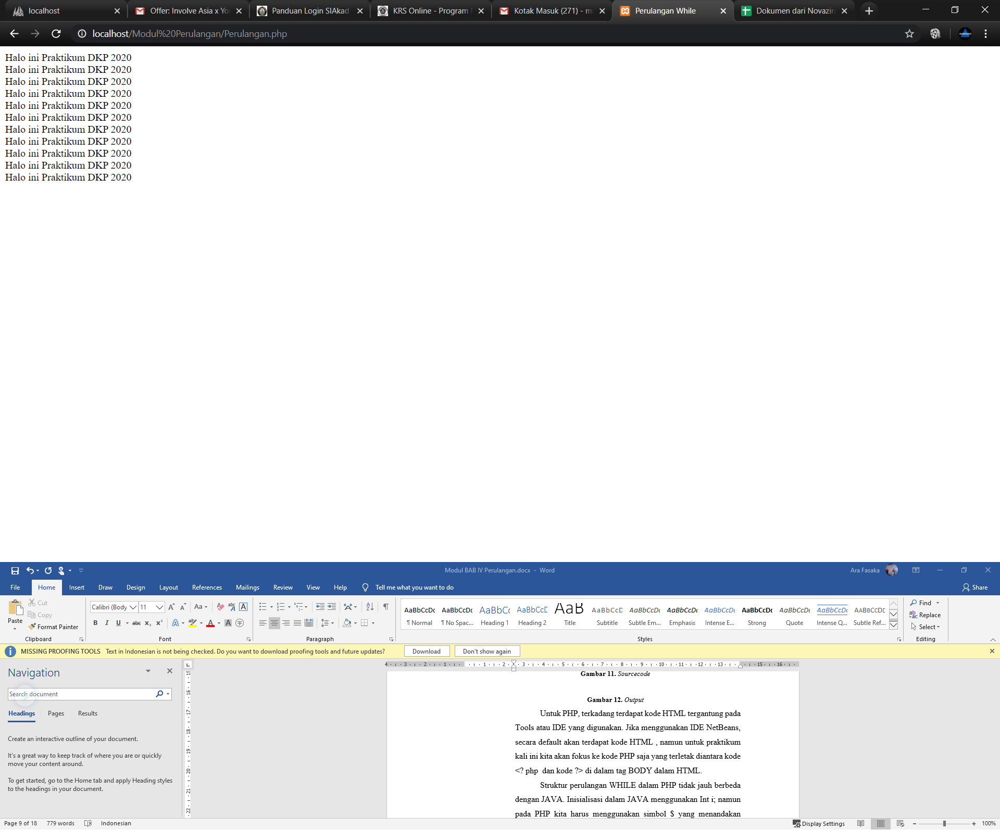 localhost
Offer: Involve Asia x Yo
Panduan Login SIAkad
KRS Online - Program
Kotak Masuk (271) - m
Perulangan While
Dokumen dari Novazira
localhost/Modul%20Perulangan/Perulangan.php
Halo ini Praktikum DKP 2020
Halo ini Praktikum DKP 2020
Halo ini Praktikum DKP 2020
Halo ini Praktikum DKP 2020
Halo ini Praktikum DKP 2020
Halo ini Praktikum DKP 2020
Halo ini Praktikum DKP 2020
Halo ini Praktikum DKP 2020
Halo ini Praktikum DKP 2020
Halo ini Praktikum DKP 2020
Halo ini Praktikum DKP 2020
Modul BAB IV Perulangan.docx - Word
Ara Fasaka
File Home Insert Draw Design Layout References Mailings Review View Help Tell me what you want to do Share
Paste
Cut
Copy
Format Painter
Clipboard
Calibri (Body 11
Font
Paragraph
AaBbCcDc AaBbCcDc AaBbC( AaBbCcE AaB AaBbCcD AaBbCcDc AaBbCcDc AaBbCcDc AaBbCcDc AaBbCcDc AaBbCcDc AABBCCDE
¶ Normal ¶ No Spac... Heading 1 Heading 2 Title Subtitle Subtle Em... Emphasis Intense E... Strong Quote Intense Q... Subtle Ref...
Styles
Find
Replace
Select
Editing
MISSING PROOFING TOOLS Text in Indonesian is not being checked. Do you want to download proofing tools and future updates? Download Don't show again
Navigation
Search document
Headings Pages Results
Create an interactive outline of your document.
It's a great way to keep track of where you are or quickly
move your content around.
To get started, go to the Home tab and apply Heading styles
to the headings in your document.
Gambar 11. Sourcecode
Gambar 12. Output
Untuk PHP, terkadang terdapat kode HTML tergantung pada
Tools atau IDE yang digunakan. Jika menggunakan IDE NetBeans,
secara default akan terdapat kode HTML , namun untuk praktikum
kali ini kita akan fokus ke kode PHP saja yang terletak diantara kode
<? php dan kode ?> di dalam tag BODY dalam HTML.
Struktur perulangan WHILE dalam PHP tidak jauh berbeda
dengan JAVA. Inisialisasi dalam JAVA menggunakan Int i; namun
pada PHP kita harus menggunakan simbol $ yang menandakan
Page 9 of 18 779 words Indonesian
Display Settings
100%